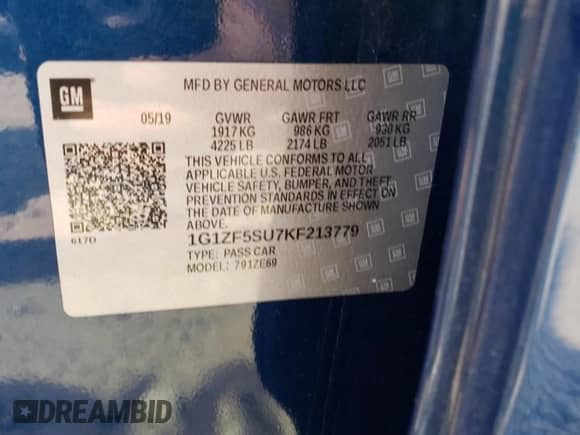 GM
MFD BY GENERAL MOTORS LLC
05/19 GVWR GAWR FRT GAWR RR
1917 KG 986 KG 930 KG
4225 LB 2174 LB 2051 LB
THIS VEHICLE CONFORMS TO ALL
APPLICABLE U.S. FEDERAL MOTOR
VEHICLE SAFETY, BUMPER, AND THEFT
PREVENTION STANDARDS IN EFFECT ON
THE DATE OF MANUFACTURE SHOWN
ABOVE.
617D
1G1ZF5SU7KF213779
TYPE: PASS CAR
MODEL: 791ZE69
DREAMBID